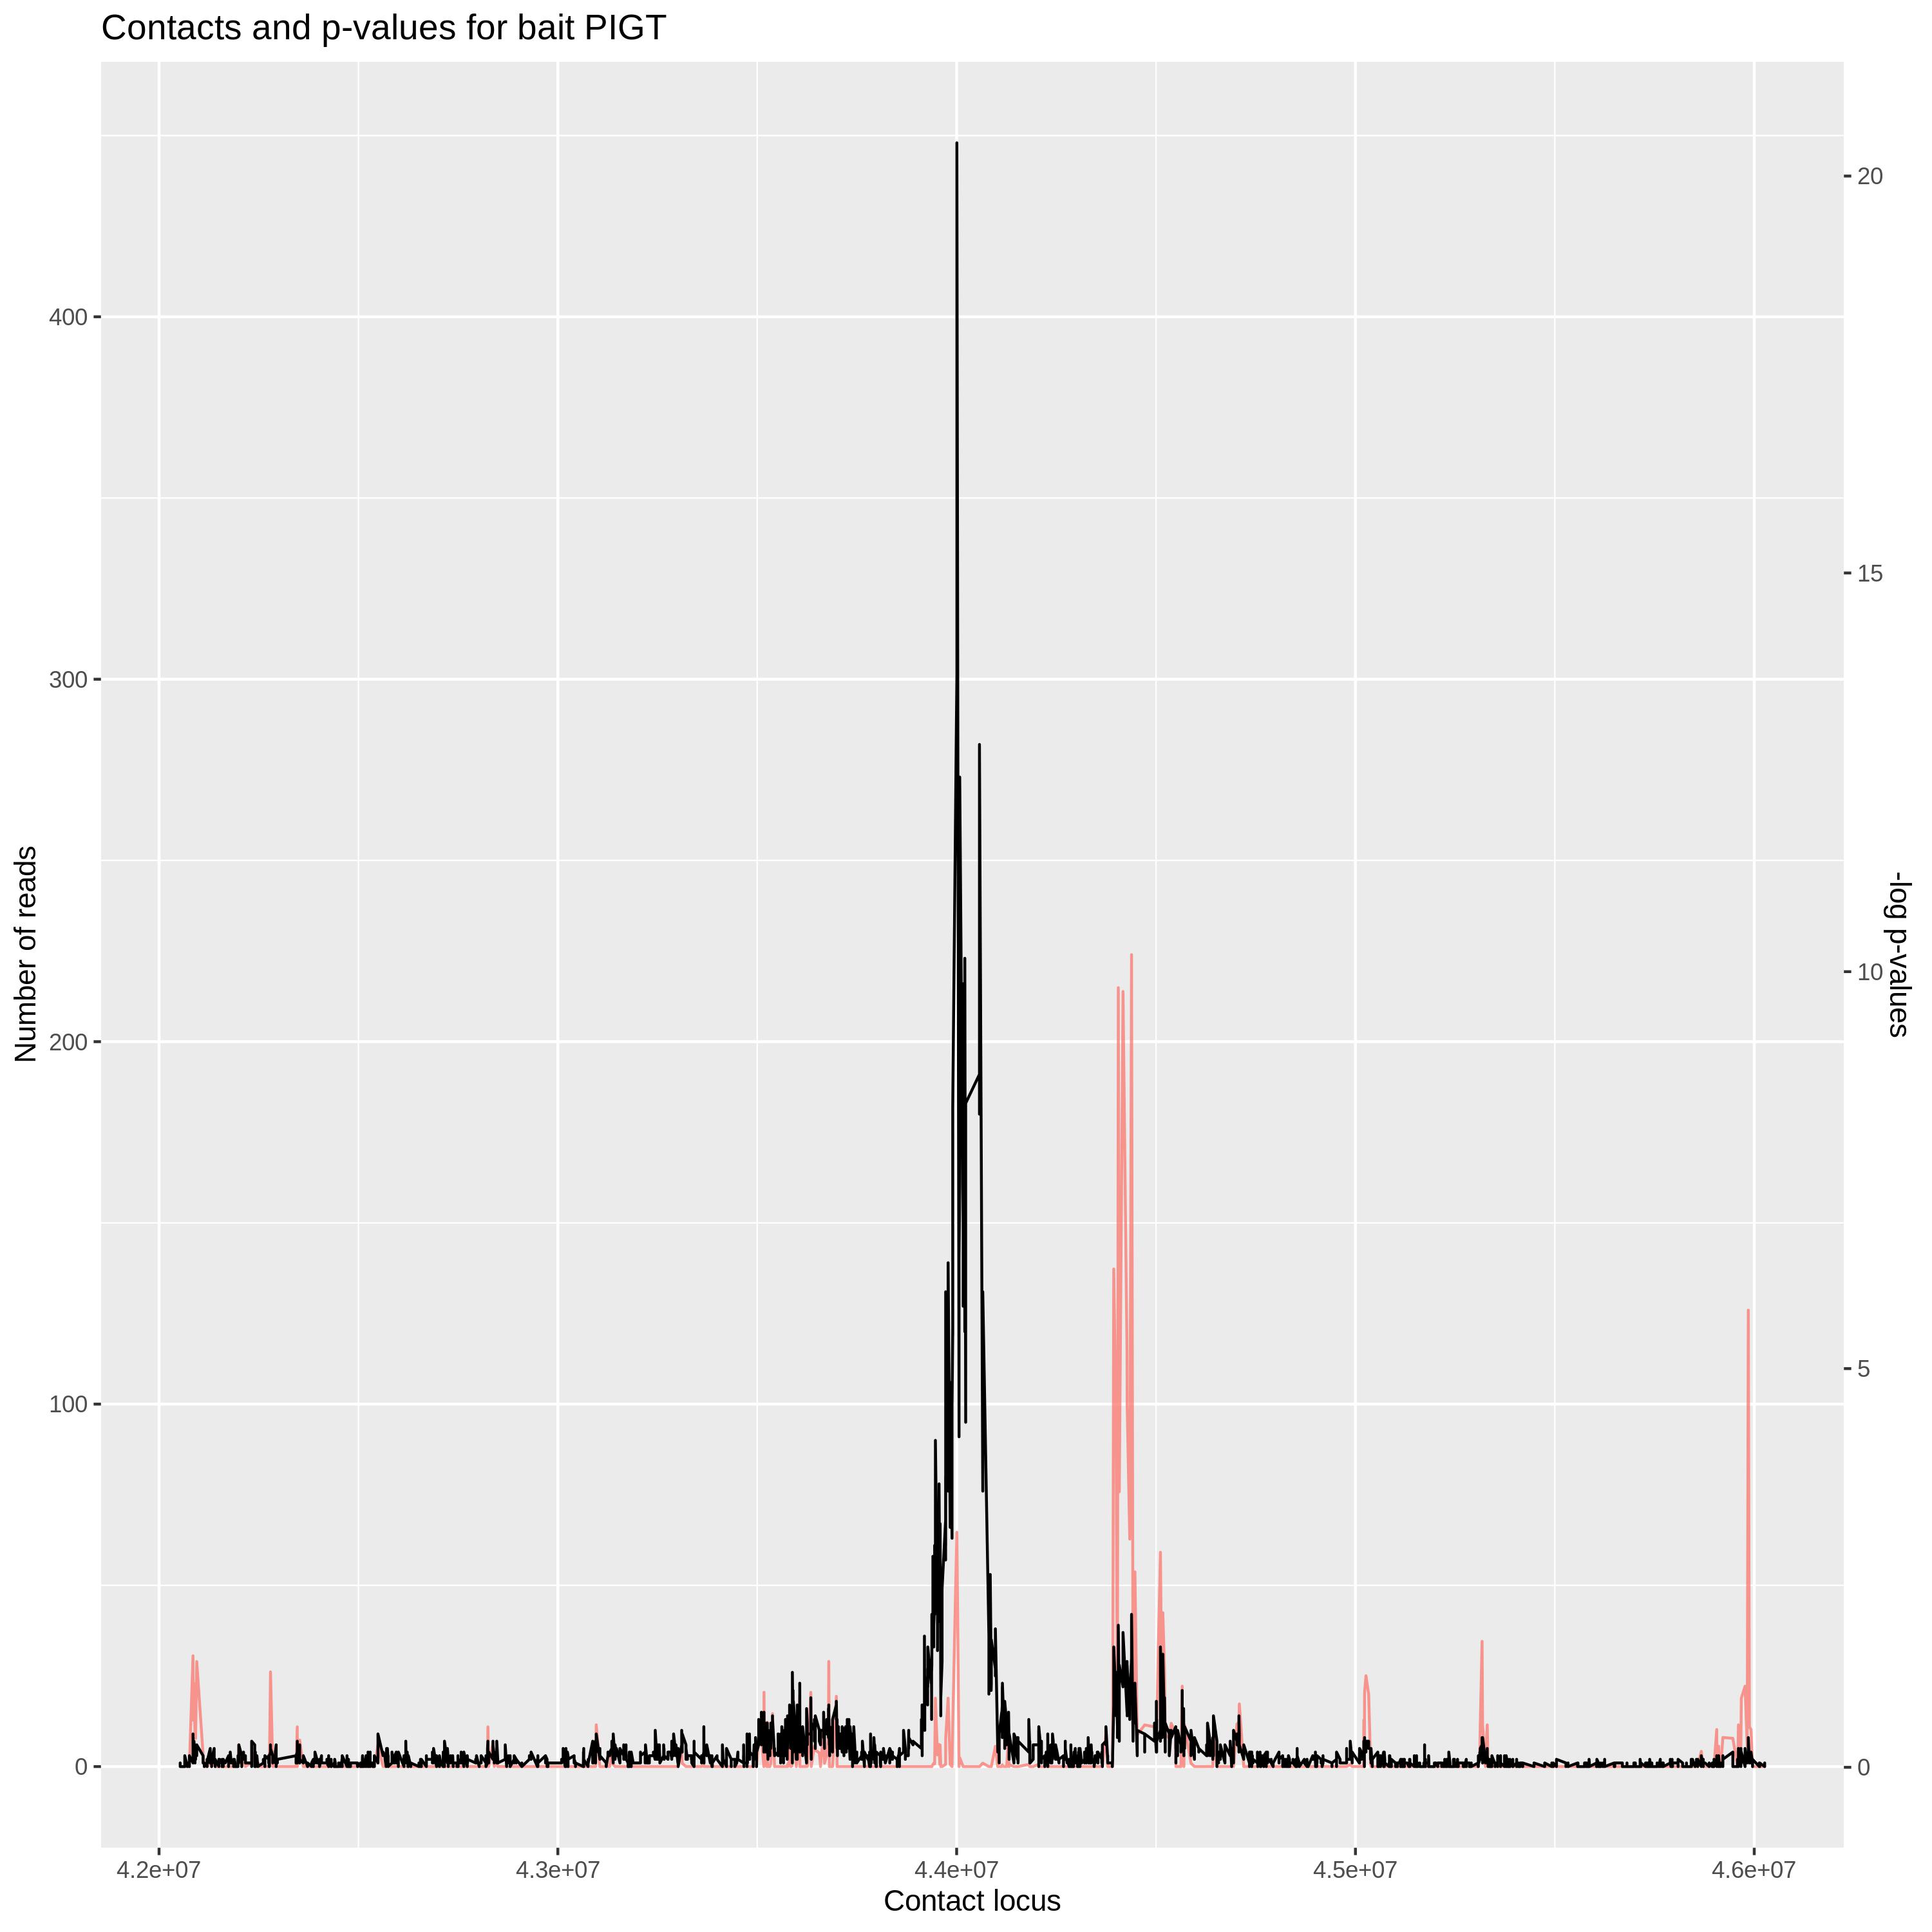 Contacts and p-values for bait PIGT
Number of reads
400
300
200
100
0
20
15
10
5
0
-log p-values
4.2e+07 4.3e+07 4.4e+07 4.5e+07 4.6e+07
Contact locus